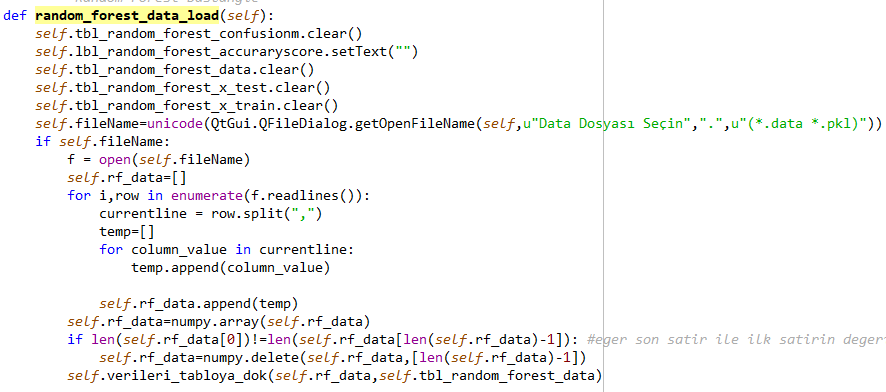 Random Forest Baslangic
def random_forest_data_load(self):
    self.tbl_random_forest_confusionm.clear()
    self.lbl_random_forest_accuraryscore.setText("")
    self.tbl_random_forest_data.clear()
    self.tbl_random_forest_x_test.clear()
    self.tbl_random_forest_x_train.clear()
    self.fileName=unicode(QtGui.QFileDialog.getOpenFileName(self,u"Data Dosyası Seçin",".",u"(*.data *.pkl)"))
    if self.fileName:
        f = open(self.fileName)
        self.rf_data=[]
        for i,row in enumerate(f.readlines()):
            currentline = row.split(",")
            temp=[]
            for column_value in currentline:
                temp.append(column_value)
            self.rf_data.append(temp)
        self.rf_data=numpy.array(self.rf_data)
        if len(self.rf_data[0])!=len(self.rf_data[len(self.rf_data)-1]): #eger son satir ile ilk satirin deger
            self.rf_data=numpy.delete(self.rf_data,[len(self.rf_data)-1])
        self.verileri_tabloya_dok(self.rf_data,self.tbl_random_forest_data)